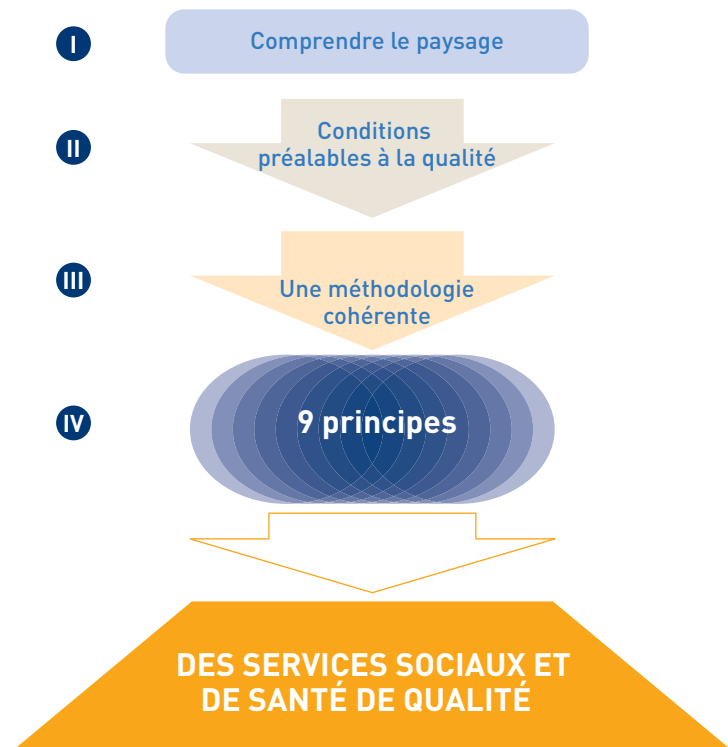 I
Comprendre le paysage
II
Conditions
préalables à la qualité
III
Une méthodologie
cohérente
IV
9 principes
DES SERVICES SOCIAUX ET
DE SANTÉ DE QUALITÉ